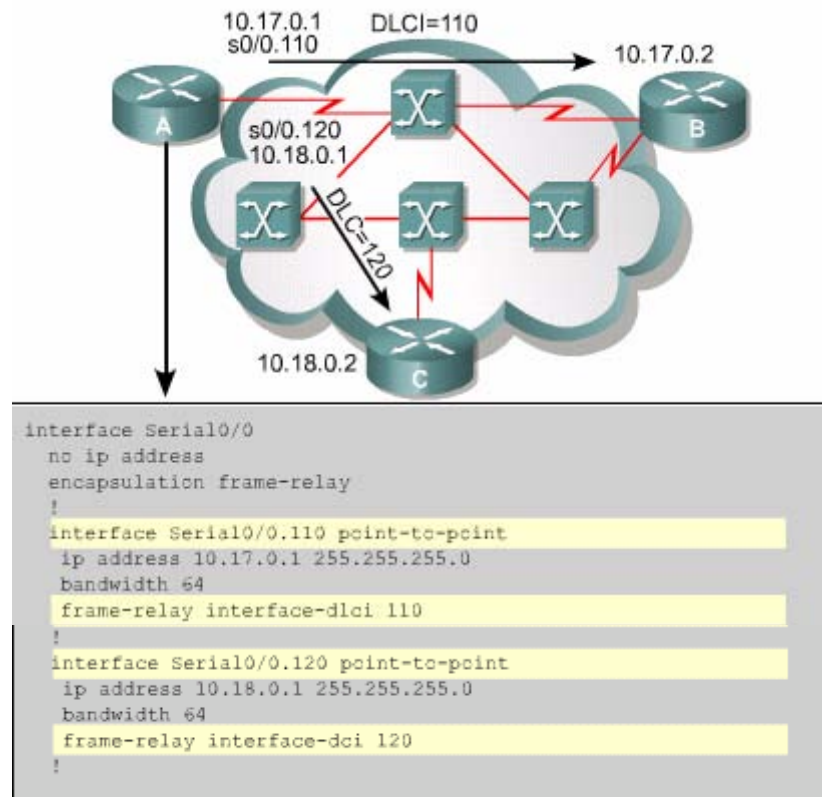 10.17.0.1
s0/0.110
DLCI=110
10.17.0.2
A
B
s0/0.120
10.18.0.1
DLC=120
10.18.0.2
C
interface Serial0/0
no ip address
encapsulation frame-relay
!
interface Serial0/0.110 point-to-point
ip address 10.17.0.1 255.255.255.0
bandwidth 64
frame-relay interface-dlci 110
!
interface Serial0/0.120 point-to-point
ip address 10.18.0.1 255.255.255.0
bandwidth 64
frame-relay interface-dci 120
!